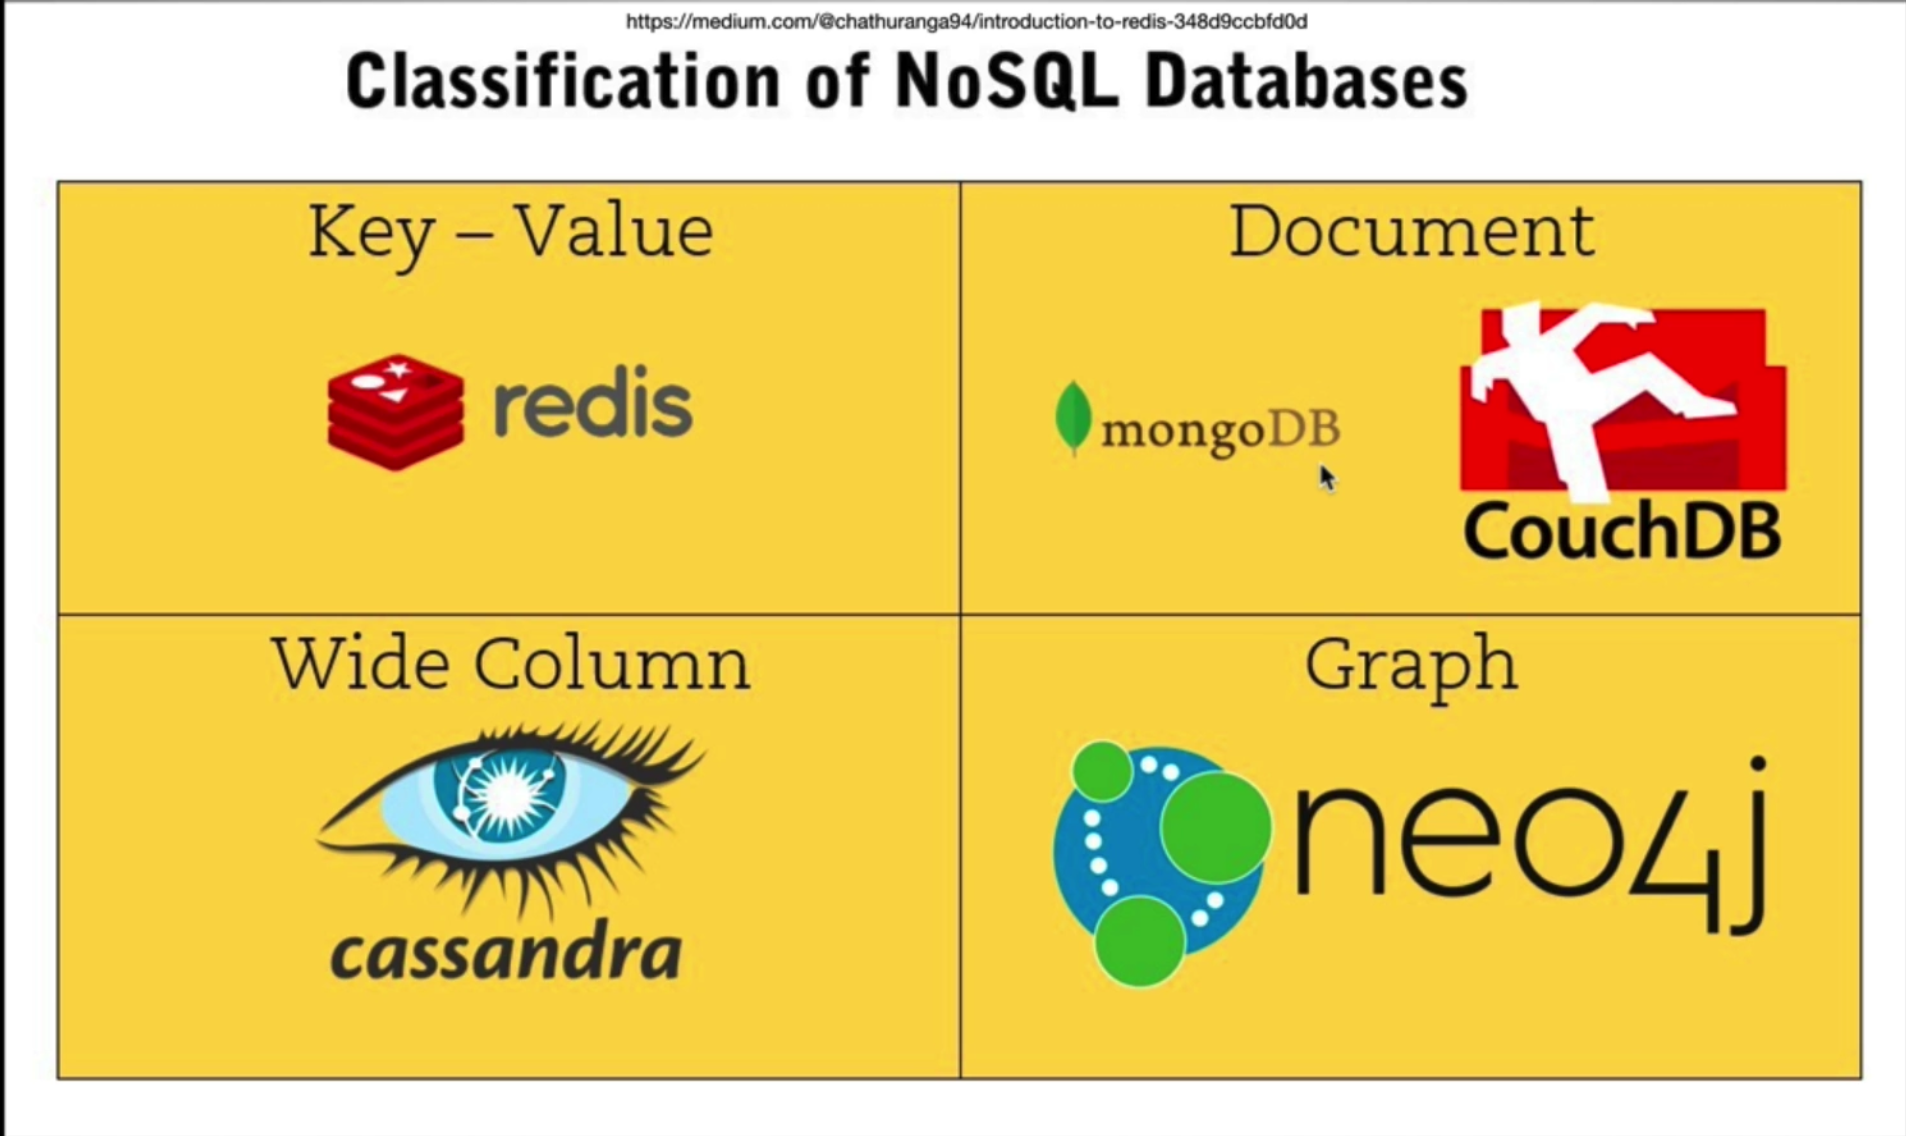 https://medium.com/@chathuranga94/introduction-to-redis-348d9ccbfd0d
Classification of NoSQL Databases
Key – Value
redis
Document
mongoDB
CouchDB
Wide Column
cassandra
Graph
neo4j